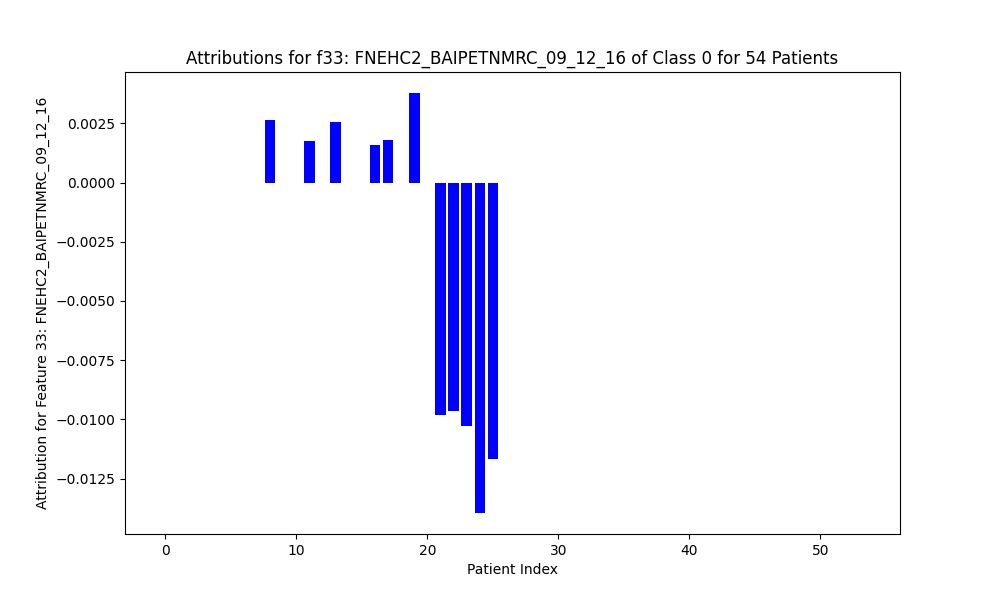 Attributions for f33: FNEHC2_BAIPETNMRC_09_12_16 of Class 0 for 54 Patients
Attribution for Feature 33: FNEHC2_BAIPETNMRC_09_12_16
0.0025
0.0000
−0.0025
−0.0050
−0.0075
−0.0100
−0.0125
0 10 20 30 40 50
Patient Index